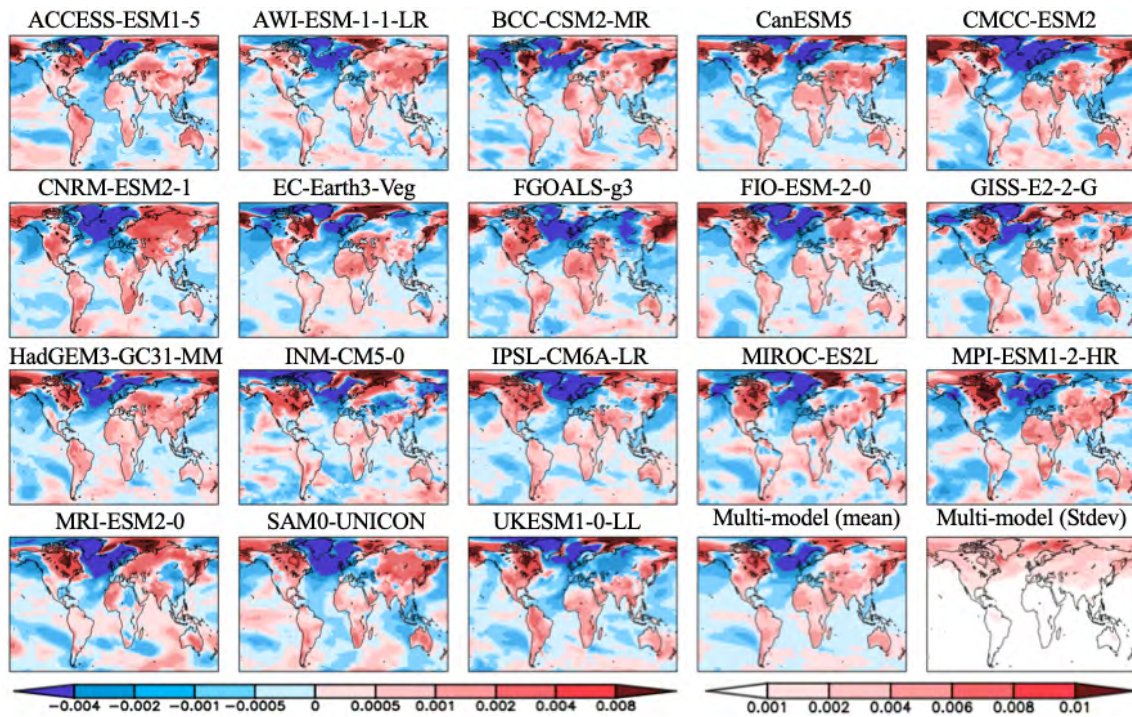 ACCESS-ESM1-5 AWI-ESM-1-1-LR BCC-CSM2-MR CanESM5 CMCC-ESM2
CNRM-ESM2-1 EC-Earth3-Veg FGOALS-g3 FIO-ESM-2-0 GISS-E2-2-G
HadGEM3-GC31-MM INM-CM5-0 IPSL-CM6A-LR MIROC-ES2L MPI-ESM1-2-HR
MRI-ESM2-0 SAM0-UNICON UKESM1-0-LL Multi-model (mean) Multi-model (Stdev)
−0.004 −0.002 −0.001 −0.0005 0 0.0005 0.001 0.002 0.004 0.008 0.001 0.002 0.004 0.006 0.008 0.01